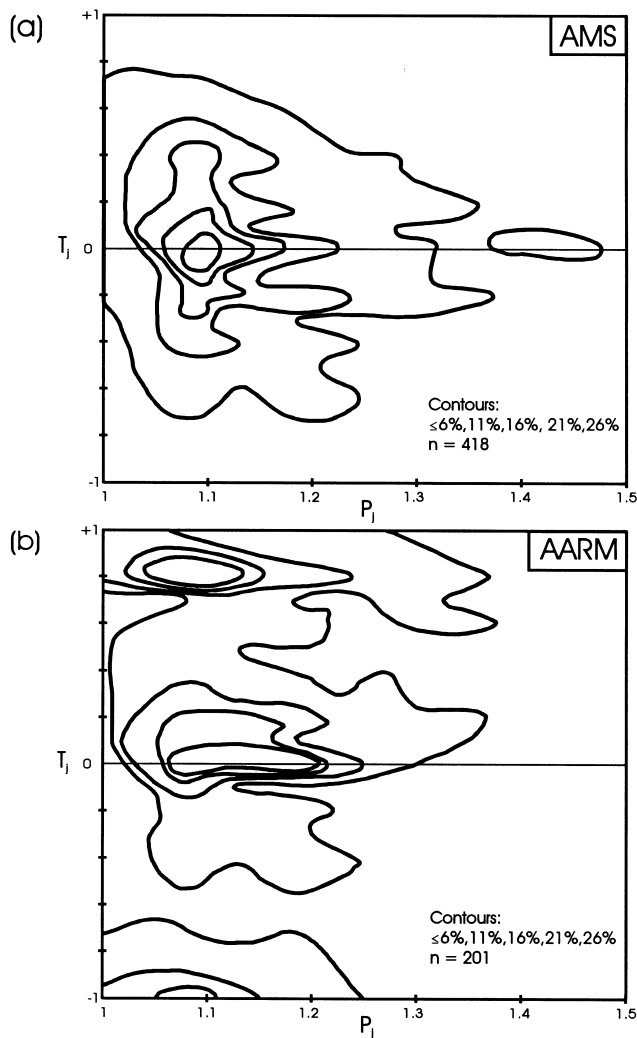 (a)
+1
AMS
Tⱼ 0
Contours:
≤6%,11%,16%, 21%,26%
n = 418
-1
1 1.1 1.2 1.3 1.4 1.5
Pⱼ
(b)
+1
AARM
Tⱼ 0
Contours:
≤6%,11%,16%,21%,26%
n = 201
-1
1 1.1 1.2 1.3 1.4 1.5
Pⱼ